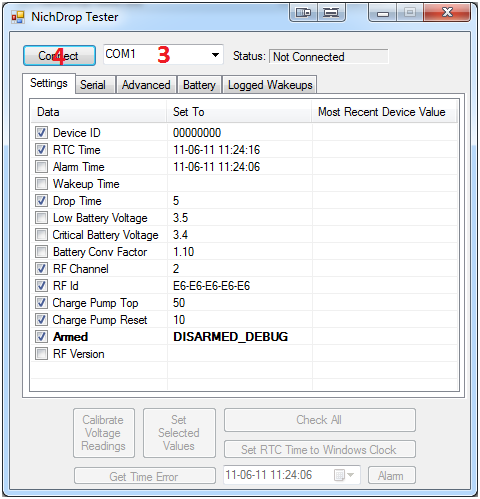 NichDrop Tester
Connect 4 COM1 3 Status: Not Connected
Settings Serial Advanced Battery Logged Wakeups
Data Set To Most Recent Device Value
Device ID 00000000
RTC Time 11-06-11 11:24:16
Alarm Time 11-06-11 11:24:06
Wakeup Time
Drop Time 5
Low Battery Voltage 3.5
Critical Battery Voltage 3.4
Battery Conv Factor 1.10
RF Channel 2
RF Id E6-E6-E6-E6-E6
Charge Pump Top 50
Charge Pump Reset 10
Armed DISARMED_DEBUG
RF Version
Calibrate
Voltage
Readings
Set
Selected
Values
Check All
Set RTC Time to Windows Clock
Get Time Error 11-06-11 11:24:06 Alarm